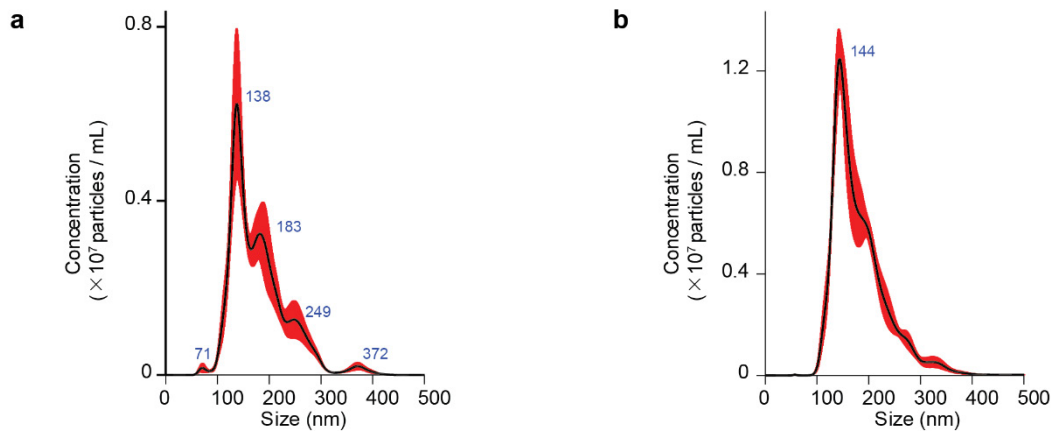 a
0.8
0.4
0
Concentration
(×10⁷ particles / mL)
138
183
249
71
372
0 100 200 300 400 500
Size (nm)
b
1.2
0.8
0.4
0
Concentration
(×10⁷ particles / mL)
144
0 100 200 300 400 500
Size (nm)